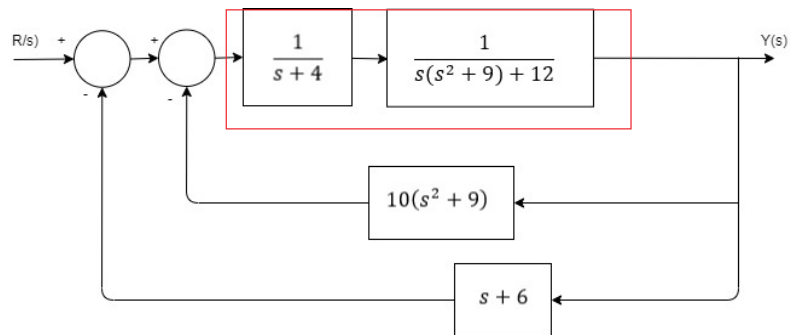 R/s) + + 1 1 Y(s)
s + 4 s(s² + 9) + 12
- -
10(s² + 9)
s + 6